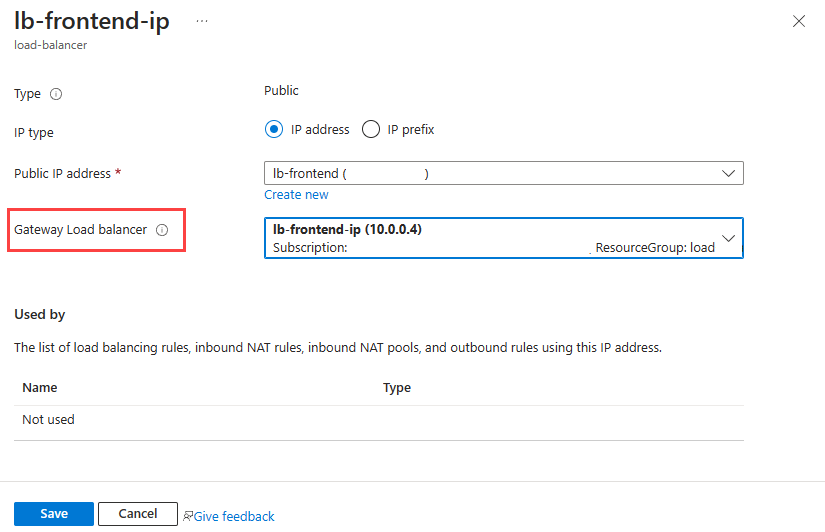 lb-frontend-ip ...
load-balancer
Type
Public
IP type
IP address
IP prefix
Public IP address *
lb-frontend ( )
Create new
Gateway Load balancer
lb-frontend-ip (10.0.0.4)
Subscription: ResourceGroup: load
Used by
The list of load balancing rules, inbound NAT rules, inbound NAT pools, and outbound rules using this IP address.
Name Type
Not used
Save Cancel Give feedback